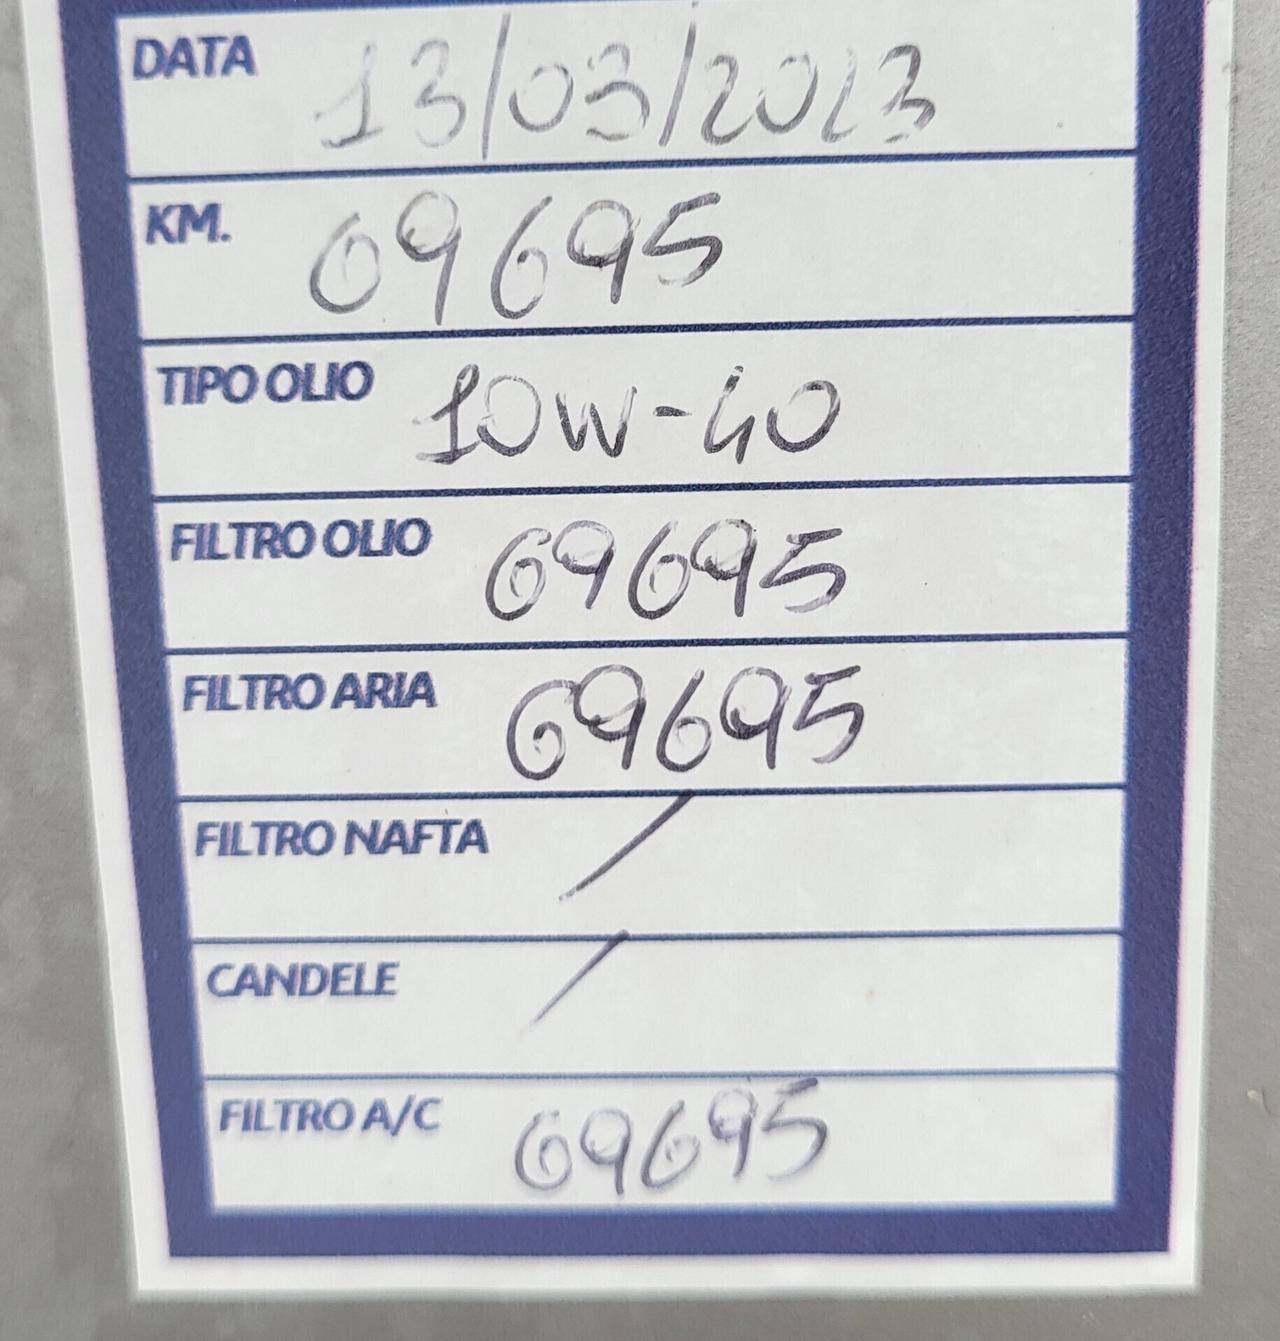 DATA 13/03/2023
KM. 69695
TIPO OLIO 10W-40
FILTRO OLIO 69695
FILTRO ARIA 69695
FILTRO NAFTA /
CANDELE /
FILTRO A/C 69695